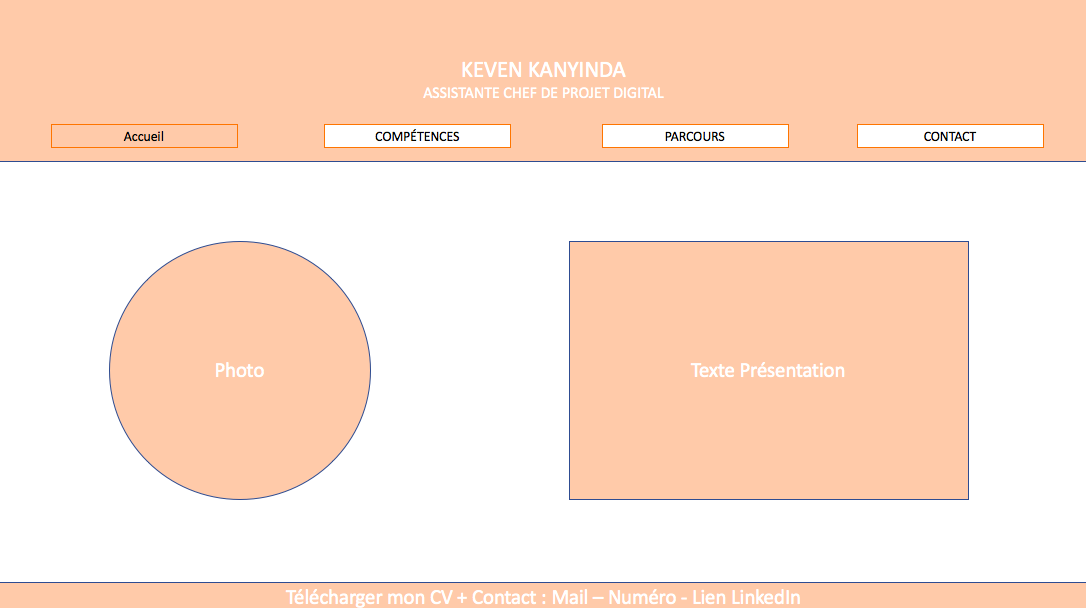 KEVEN KANYINDA
ASSISTANTE CHEF DE PROJET DIGITAL
Accueil
COMPÉTENCES
PARCOURS
CONTACT
Photo
Texte Présentation
Télécharger mon CV + Contact : Mail – Numéro - Lien LinkedIn